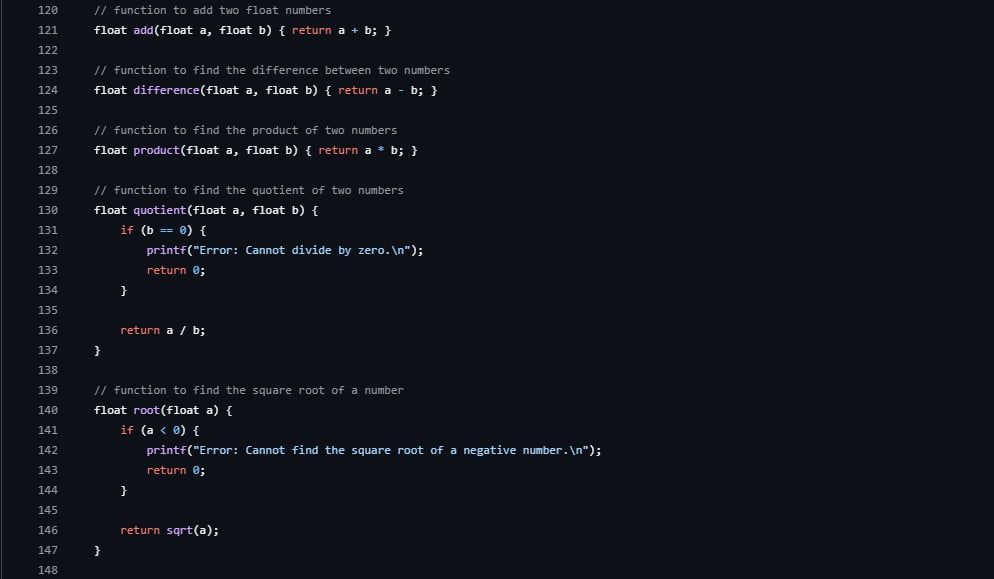 120 // function to add two float numbers
121 float add(float a, float b) { return a + b; }
122
123 // function to find the difference between two numbers
124 float difference(float a, float b) { return a - b; }
125
126 // function to find the product of two numbers
127 float product(float a, float b) { return a * b; }
128
129 // function to find the quotient of two numbers
130 float quotient(float a, float b) {
131     if (b == 0) {
132         printf("Error: Cannot divide by zero.\n");
133         return 0;
134     }
135
136     return a / b;
137 }
138
139 // function to find the square root of a number
140 float root(float a) {
141     if (a < 0) {
142         printf("Error: Cannot find the square root of a negative number.\n");
143         return 0;
144     }
145
146     return sqrt(a);
147 }
148